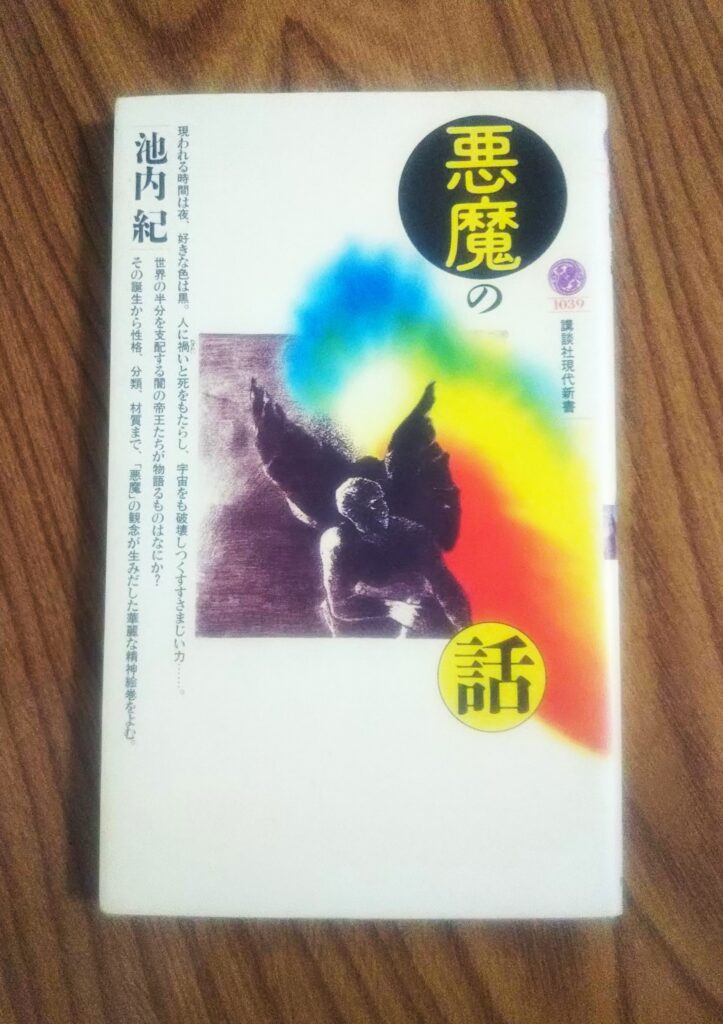 悪魔の
話
1039
講談社現代新書
現われる時間は夜、好きな色は黒。人に禍いと死をもたらし、宇宙をも破壊しつくすすさまじい力……。
世界の半分を支配する闇の帝王たちが物語るものはなにか?
その誕生から性格、分類、材質まで、「悪魔」の観念が生みだした華麗な精神絵巻をよむ。
池内 紀